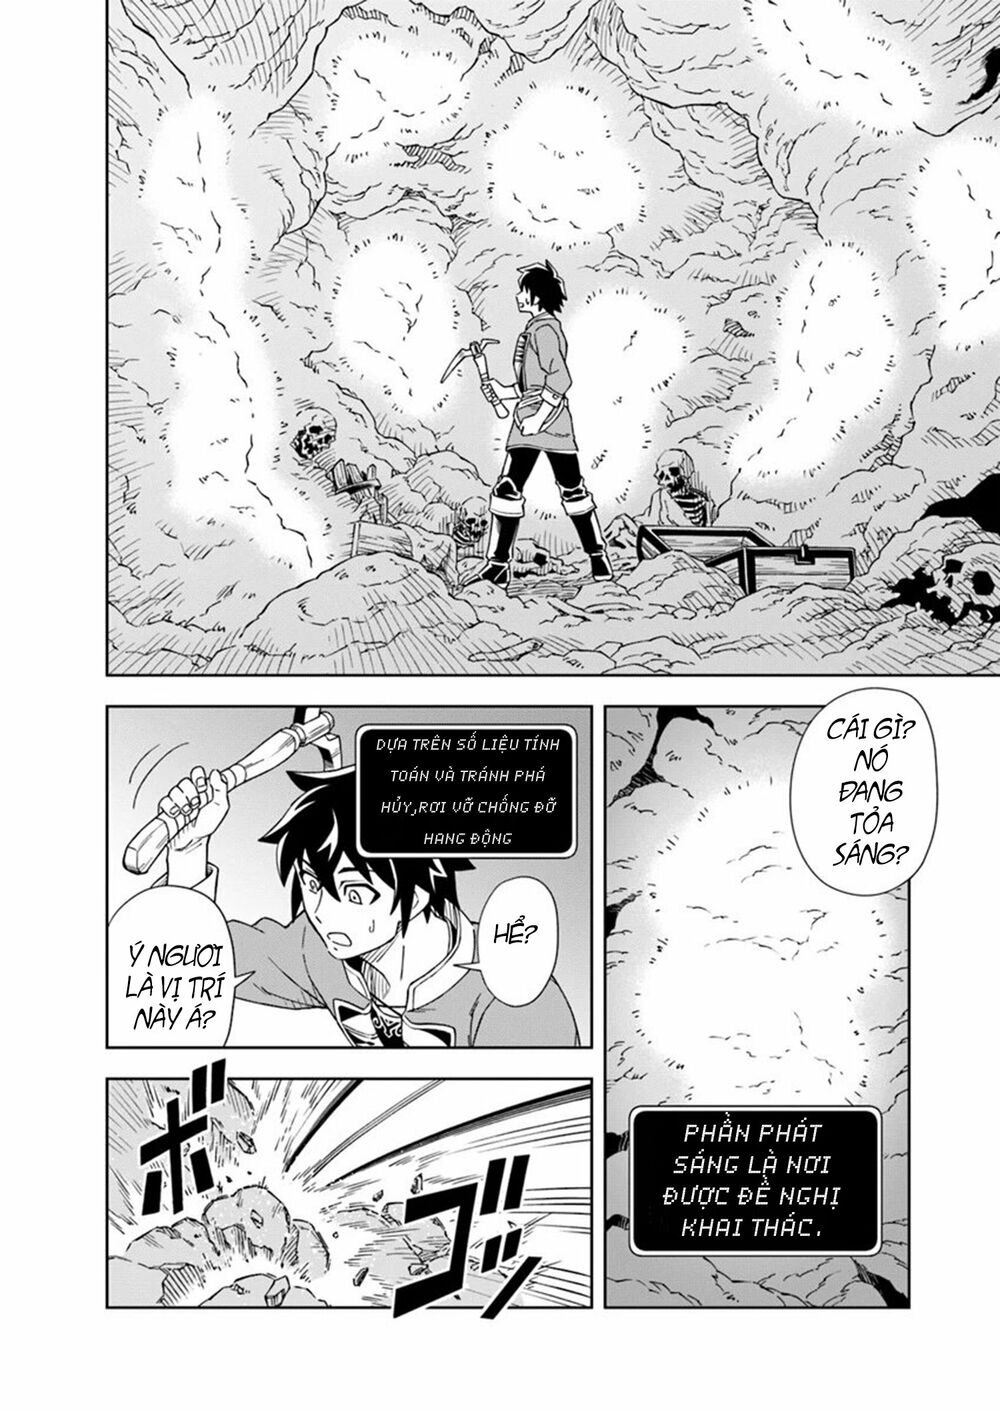 CÁI GÌ?
NÓ
ĐANG
TỎA
SÁNG?
PHẦN PHÁT
SÁNG LÀ NƠI
ĐƯỢC ĐỀ NGHỊ
KHAI THÁC.
DỰA TRÊN SỐ LIỆU TÍNH
TOÁN VÀ TRÁNH PHÁ
HỦY,RƠI VỠ CHỐNG ĐỠ
HANG ĐỘNG
HỂ?
Ý NGƯƠI
LÀ VỊ TRÍ
NÀY Á?
ボゴッ